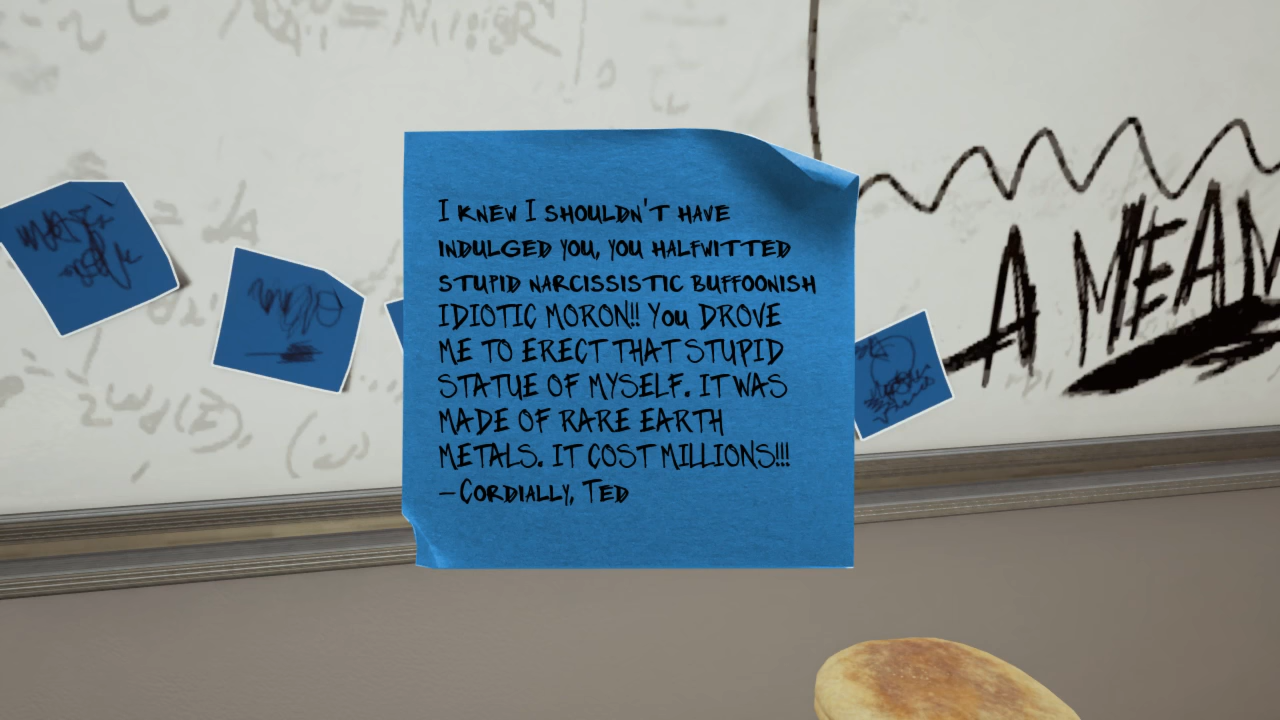 I KNEW I SHOULDN'T HAVE
INDULGED YOU, YOU HALFWITTED
STUPID NARCISSISTIC BUFFOONISH
IDIOTIC MORON!! YOU DROVE
ME TO ERECT THAT STUPID
STATUE OF MYSELF. IT WAS
MADE OF RARE EARTH
METALS. IT COST MILLIONS!!!
– CORDIALLY, TED
A MEAN